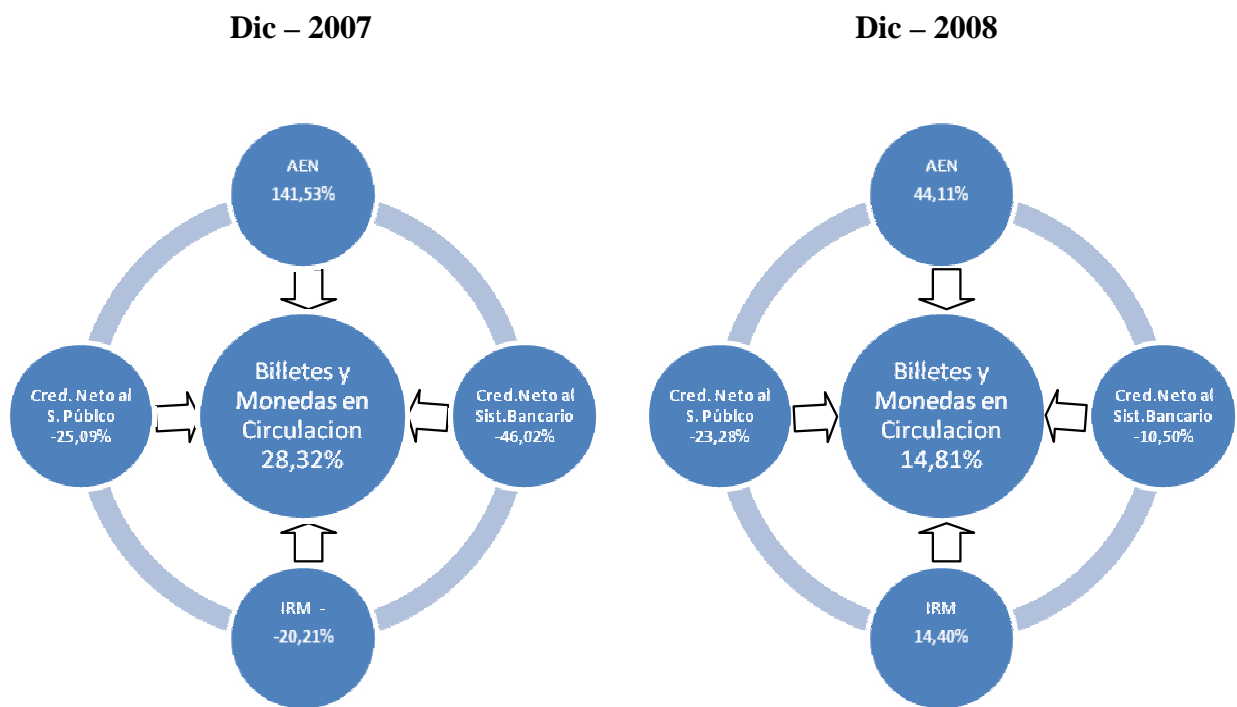 Dic – 2007
Dic – 2008
AEN
141,53%
Cred. Neto al
S. Públco
-25,09%
Billetes y
Monedas en
Circulacion
28,32%
Cred.Neto al
Sist.Bancario
-46,02%
IRM -
-20,21%
AEN
44,11%
Cred. Neto al
S. Públco
-23,28%
Billetes y
Monedas en
Circulacion
14,81%
Cred.Neto al
Sist.Bancario
-10,50%
IRM
14,40%